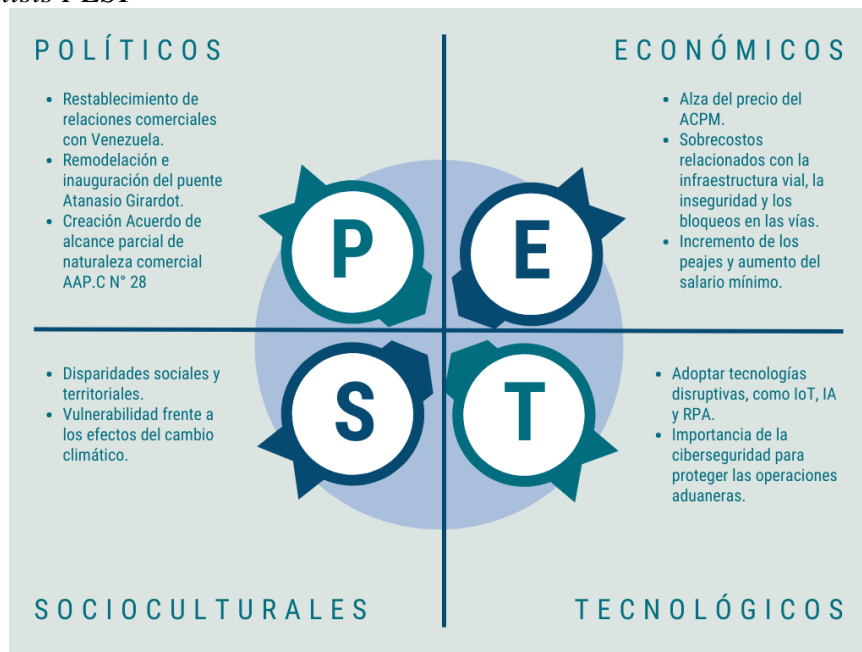 PEST
POLÍTICOS
• Restablecimiento de
relaciones comerciales
con Venezuela.
• Remodelación e
inauguración del puente
Atanasio Girardot.
• Creación Acuerdo de
alcance parcial de
naturaleza comercial
AAP.C N° 28
ECONÓMICOS
• Alza del precio del
ACPM.
• Sobrecostos
relacionados con la
infraestructura vial, la
inseguridad y los
bloqueos en las vías.
• Incremento de los
peajes y aumento del
salario mínimo.
P
E
S
T
• Disparidades sociales y
territoriales.
• Vulnerabilidad frente a
los efectos del cambio
climático.
• Adoptar tecnologías
disruptivas, como IoT, IA
y RPA.
• Importancia de la
ciberseguridad para
proteger las operaciones
aduaneras.
SOCIOCULTURALES
TECNOLÓGICOS